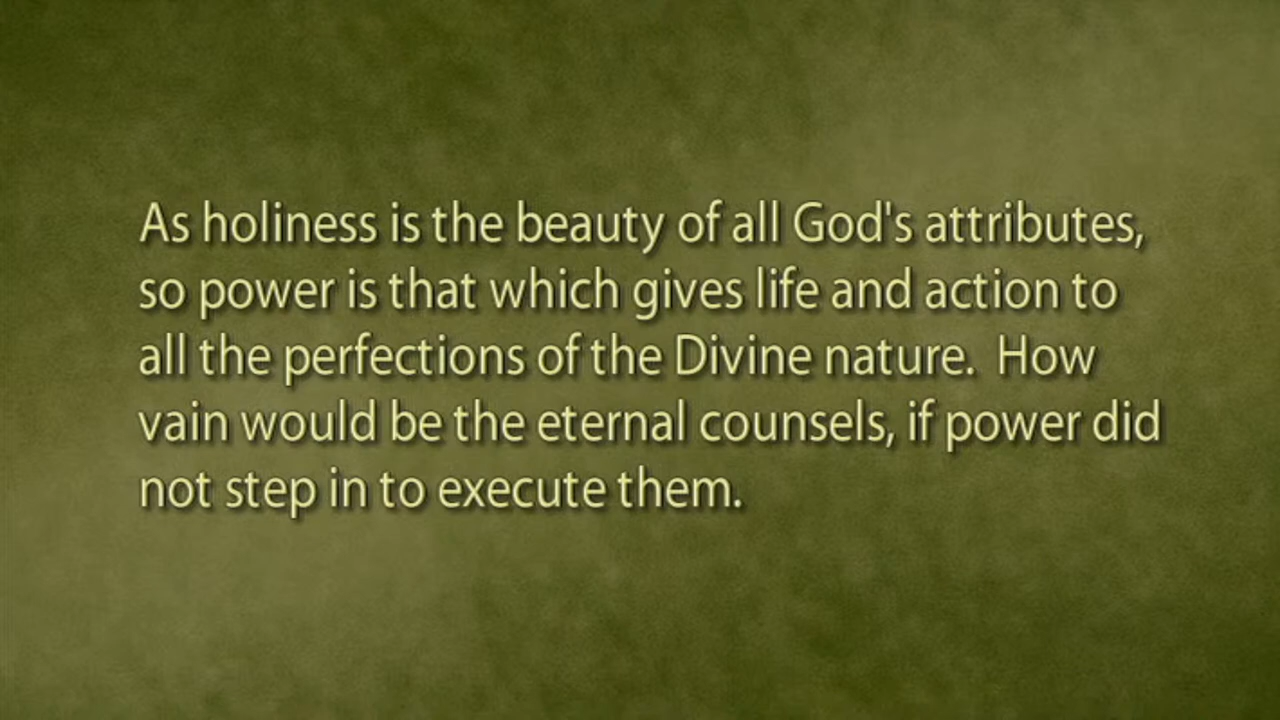 As holiness is the beauty of all God's attributes,
so power is that which gives life and action to
all the perfections of the Divine nature.  How
vain would be the eternal counsels, if power did
not step in to execute them.